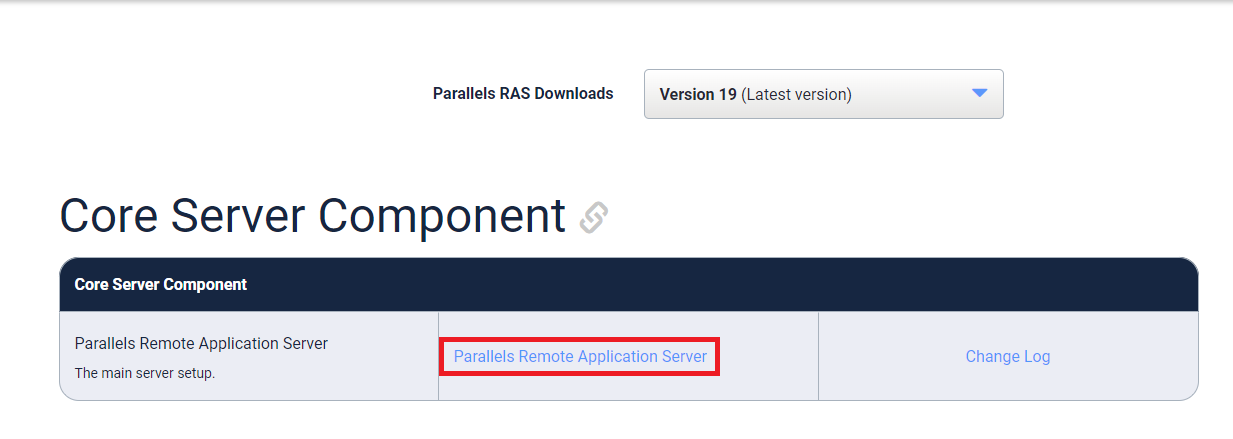 Parallels RAS Downloads
Version 19 (Latest version)
Core Server Component
Core Server Component
Parallels Remote Application Server
The main server setup.
Parallels Remote Application Server
Change Log